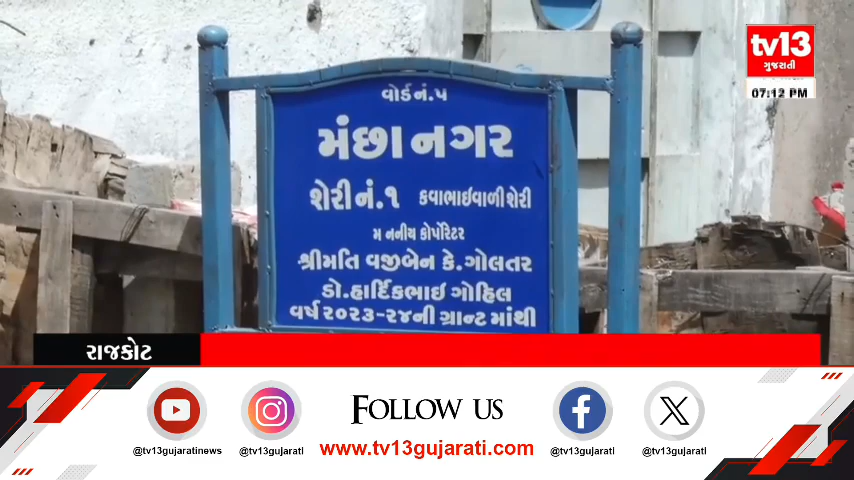 tv13
ગુજરાતી
07:12 PM
વોર્ડ નં.૫
મંછા નગર
શેરી નં.૧ કવાભાઇવાળી શેરી
મ નનીય કોર્પોરેટર
શ્રીમતિ વજીબેન કે.ગોલતર
ડો.હાર્દિકભાઇ ગોહિલ
વર્ષ ૨૦૨૩-૨૪ની ગ્રાન્ટ માંથી
રાજકોટ
FOLLOW US
www.tv13gujarati.com
@tv13gujaratinews
@tv13gujarati
@tv13gujarati
@tv13gujarati